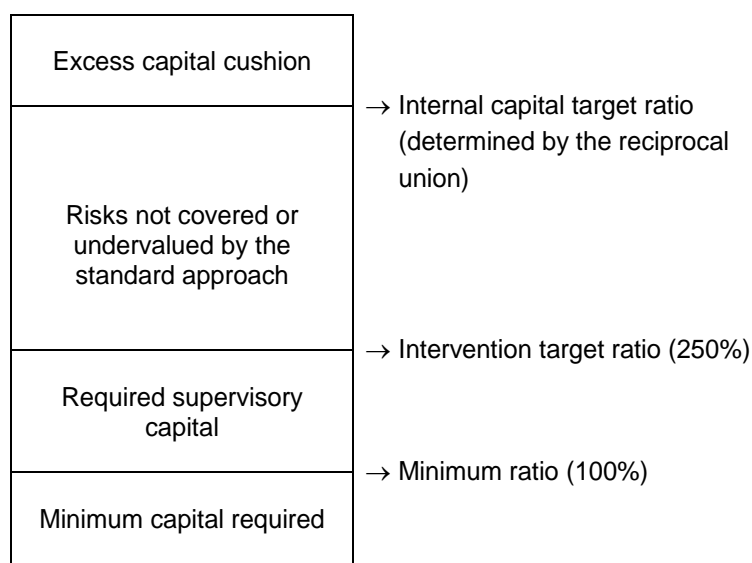 Excess capital cushion
→ Internal capital target ratio
(determined by the reciprocal
union)
Risks not covered or
undervalued by the
standard approach
→ Intervention target ratio (250%)
Required supervisory
capital
→ Minimum ratio (100%)
Minimum capital required